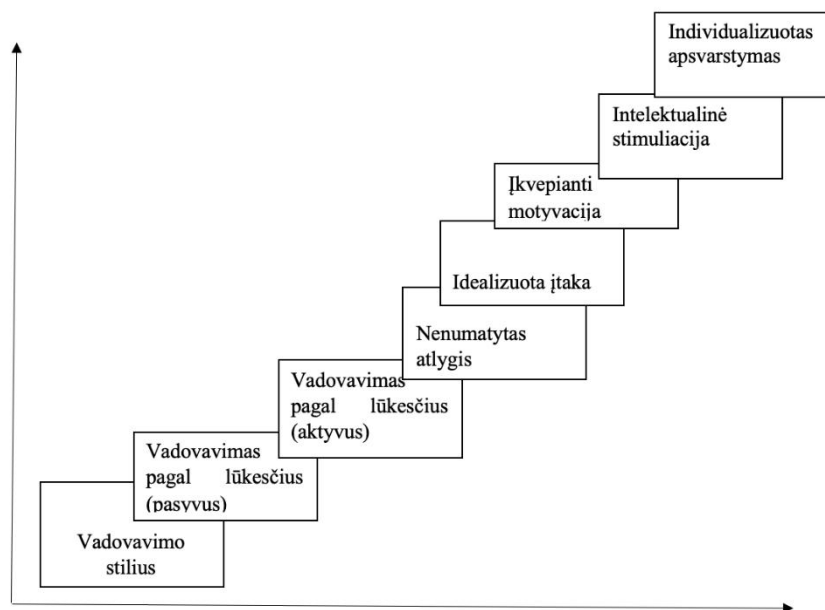 Individualizuotas
apsvarstymas
Intelektualinė
stimuliacija
Įkvepianti
motyvacija
Idealizuota įtaka
Nenumatytas
atlygis
Vadovavimas
pagal lūkesčius
(aktyvus)
Vadovavimas
pagal lūkesčius
(pasyvus)
Vadovavimo
stilius